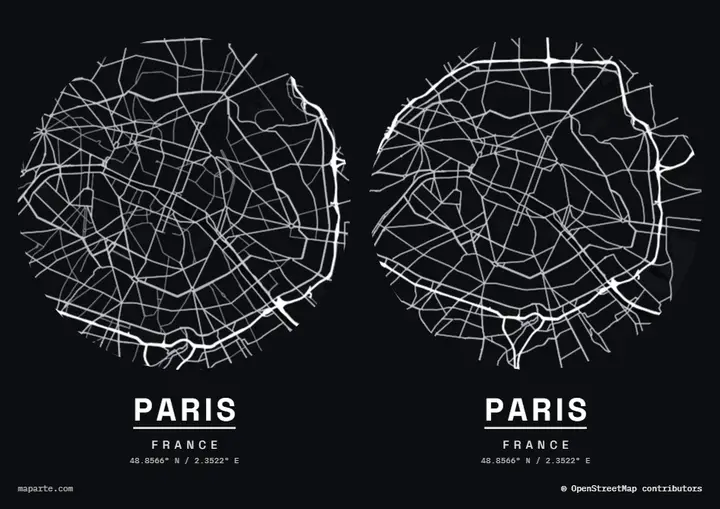 PARIS
FRANCE
48.8566° N / 2.3522° E
PARIS
FRANCE
48.8566° N / 2.3522° E
maparte.com
© OpenStreetMap contributors